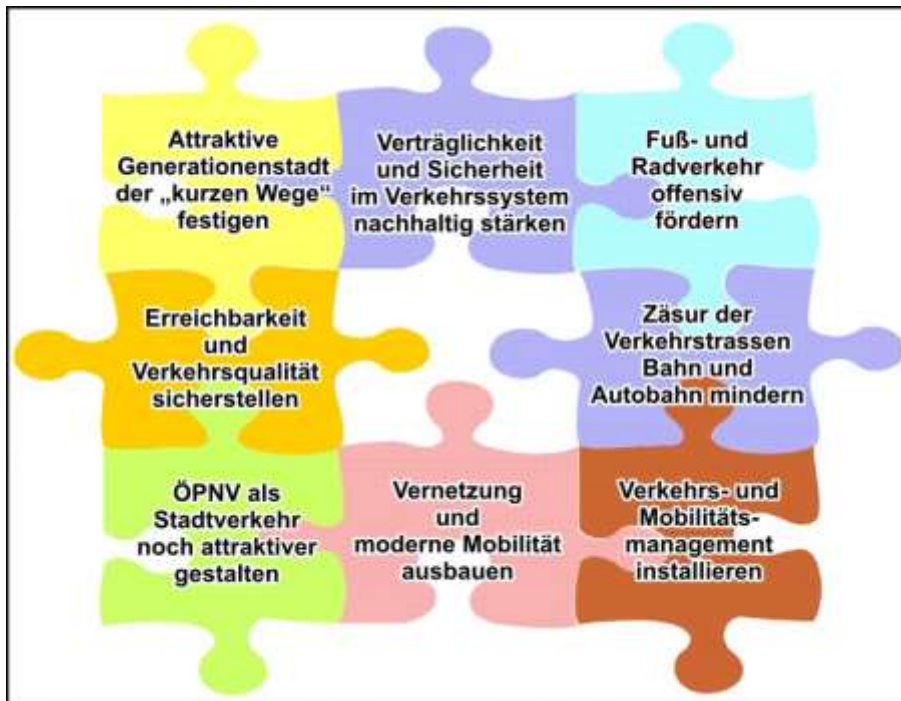 Attraktive
Generationenstadt
der „kurzen Wege“
festigen
Verträglichkeit
und Sicherheit
im Verkehrssystem
nachhaltig stärken
Fuß- und
Radverkehr
offensiv
fördern
Erreichbarkeit
und
Verkehrsqualität
sicherstellen
Zäsur der
Verkehrstrassen
Bahn und
Autobahn mindern
ÖPNV als
Stadtverkehr
noch attraktiver
gestalten
Vernetzung
und
moderne Mobilität
ausbauen
Verkehrs- und
Mobilitäts-
management
installieren